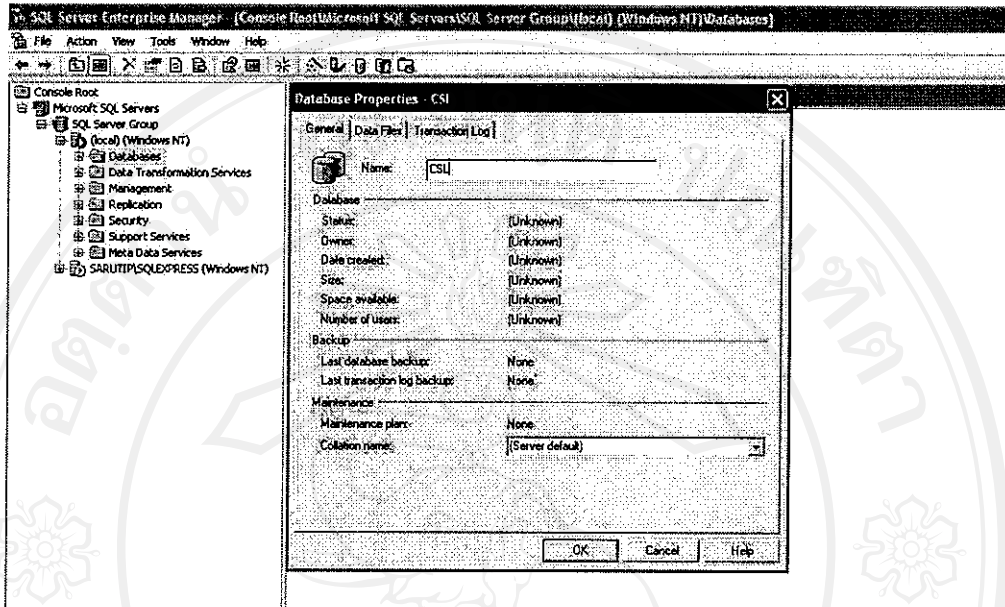 SQL Server Enterprise Manager - [Console Root\Microsoft SQL Servers\SQL Server Group\(local) (Windows NT)\Databases]
File Action View Tools Window Help
Console Root
Microsoft SQL Servers
SQL Server Group
(local) (Windows NT)
Databases
Data Transformation Services
Management
Replication
Security
Support Services
Meta Data Services
SARUTIP\SQLEXPRESS (Windows NT)
Database Properties - CSI
General Data Files Transaction Log
Name: CSI
Database
Status: (Unknown)
Owner: (Unknown)
Date created: (Unknown)
Size: (Unknown)
Space available: (Unknown)
Number of users: (Unknown)
Backup
Last database backup: None
Last transaction log backup: None
Maintenance
Maintenance plan: None
Collation name: (Server default)
OK Cancel Help